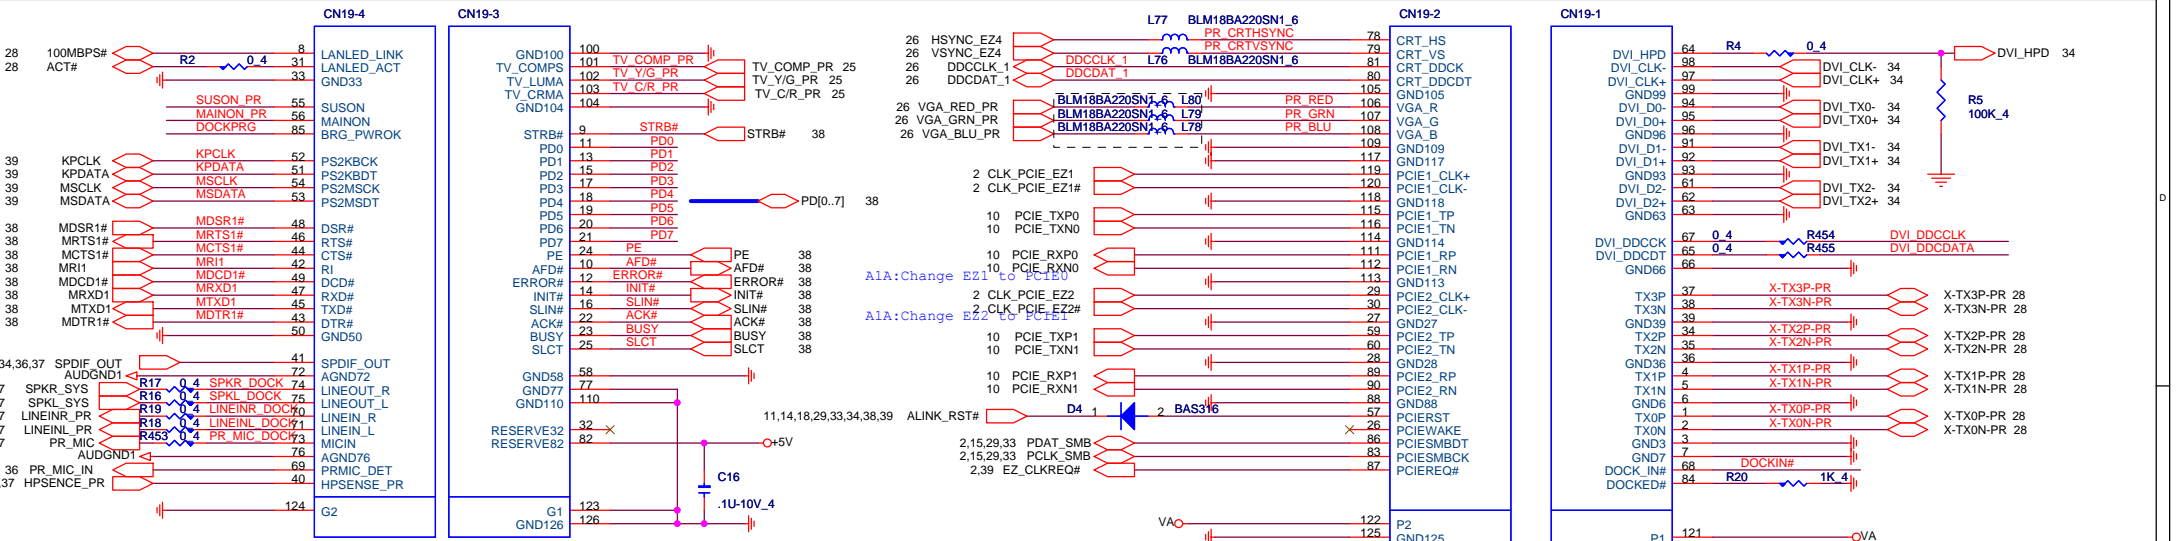 CN19-4
28 100MBPS# 8 LANLED_LINK
28 ACT# R2 0_4 31 LANLED_ACT
33 GND33
SUSON_PR 55 SUSON
MAINON_PR 56 MAINON
DOCKPRG 85 BRG_PWROK
39 KPCLK KPCLK 52 PS2KBCK
39 KPDATA KPDATA 51 PS2KBDT
39 MSCLK MSCLK 54 PS2MSCK
39 MSDATA MSDATA 53 PS2MSDT
38 MDSR1# MDSR1# 48 DSR#
38 MRTS1# MRTS1# 46 RTS#
38 MCTS1# MCTS1# 44 CTS#
38 MRI1 MRI1 42 RI
38 MDCD1# MDCD1# 49 DCD#
38 MRXD1 MRXD1 47 RXD#
38 MTXD1 MTXD1 45 TXD#
38 MDTR1# MDTR1# 43 DTR#
50 GND50
34,36,37 SPDIF_OUT 41 SPDIF_OUT
AUDGND1 72 AGND72
7 SPKR_SYS R17 0_4 SPKR_DOCK 74 LINEOUT_R
7 SPKL_SYS R16 0_4 SPKL_DOCK 75 LINEOUT_L
7 LINEINR_PR R19 0_4 LINEINR_DOCK 70 LINEIN_R
7 LINEINL_PR R18 0_4 LINEINL_DOCK 71 LINEIN_L
7 PR_MIC R453 0_4 PR_MIC_DOCK 73 MICIN
AUDGND1 76 AGND76
36 PR_MIC_IN 69 PRMIC_DET
,37 HPSENCE_PR 40 HPSENSE_PR
124 G2
CN19-3
GND100 100
TV_COMPS 101 TV_COMP_PR TV_COMP_PR 25
TV_LUMA 102 TV_Y/G_PR TV_Y/G_PR 25
TV_CRMA 103 TV_C/R_PR TV_C/R_PR 25
GND104 104
STRB# 9 STRB# STRB# 38
PD0 11 PD0
PD1 13 PD1
PD2 15 PD2
PD3 17 PD3
PD4 18 PD4 PD[0..7] 38
PD5 19 PD5
PD6 20 PD6
PD7 21 PD7
PE 24 PE PE 38
AFD# 10 AFD# AFD# 38
ERROR# 12 ERROR# ERROR# 38
INIT# 14 INIT# INIT# 38
SLIN# 16 SLIN# SLIN# 38
ACK# 22 ACK# ACK# 38
BUSY 23 BUSY BUSY 38
SLCT 25 SLCT SLCT 38
GND58 58
GND77 77
GND110 110
RESERVE32 32
RESERVE82 82 +5V
C16
.1U-10V_4
G1 123
GND126 126
CN19-2
L77 BLM18BA220SN1_6
26 HSYNC_EZ4 PR_CRTHSYNC 78 CRT_HS
26 VSYNC_EZ4 PR_CRTVSYNC 79 CRT_VS
26 DDCCLK_1 DDCCLK_1 L76 BLM18BA220SN1_6 81 CRT_DDCK
26 DDCDAT_1 DDCDAT_1 80 CRT_DDCDT
105 GND105
26 VGA_RED_PR BLM18BA220SN1_6 L80 PR_RED 106 VGA_R
26 VGA_GRN_PR BLM18BA220SN1_6 L79 PR_GRN 107 VGA_G
26 VGA_BLU_PR BLM18BA220SN1_6 L78 PR_BLU 108 VGA_B
109 GND109
117 GND117
2 CLK_PCIE_EZ1 119 PCIE1_CLK+
2 CLK_PCIE_EZ1# 120 PCIE1_CLK-
118 GND118
10 PCIE_TXP0 115 PCIE1_TP
10 PCIE_TXN0 116 PCIE1_TN
114 GND114
10 PCIE_RXP0 111 PCIE1_RP
10 PCIE_RXN0 112 PCIE1_RN
A1A:Change EZ1 to PCIE0
113 GND113
2 CLK_PCIE_EZ2 29 PCIE2_CLK+
2 CLK_PCIE_EZ2# 30 PCIE2_CLK-
A1A:Change EZ2 to PCIE1
27 GND27
10 PCIE_TXP1 59 PCIE2_TP
10 PCIE_TXN1 60 PCIE2_TN
28 GND28
10 PCIE_RXP1 89 PCIE2_RP
10 PCIE_RXN1 90 PCIE2_RN
88 GND88
11,14,18,29,33,34,38,39 ALINK_RST# D4 1 2 BAS316 57 PCIERST
26 PCIEWAKE
2,15,29,33 PDAT_SMB 86 PCIESMBDT
2,15,29,33 PCLK_SMB 83 PCIESMBCK
2,39 EZ_CLKREQ# 87 PCIEREQ#
VA 122 P2
125 GND125
CN19-1
DVI_HPD 64 R4 0_4 DVI_HPD 34
DVI_CLK- 98 DVI_CLK- 34
DVI_CLK+ 97 DVI_CLK+ 34
GND99 99
R5
100K_4
DVI_D0- 94 DVI_TX0- 34
DVI_D0+ 95 DVI_TX0+ 34
GND96 96
DVI_D1- 91 DVI_TX1- 34
DVI_D1+ 92 DVI_TX1+ 34
GND93 93
DVI_D2- 61 DVI_TX2- 34
DVI_D2+ 62 DVI_TX2+ 34
GND63 63
DVI_DDCCK 67 0_4 R454 DVI_DDCCLK
DVI_DDCDT 65 0_4 R455 DVI_DDCDATA
GND66 66
TX3P 37 X-TX3P-PR X-TX3P-PR 28
TX3N 38 X-TX3N-PR X-TX3N-PR 28
GND39 39
TX2P 34 X-TX2P-PR X-TX2P-PR 28
TX2N 35 X-TX2N-PR X-TX2N-PR 28
GND36 36
TX1P 4 X-TX1P-PR X-TX1P-PR 28
TX1N 5 X-TX1N-PR X-TX1N-PR 28
GND6 6
TX0P 1 X-TX0P-PR X-TX0P-PR 28
TX0N 2 X-TX0N-PR X-TX0N-PR 28
GND3 3
GND7 7
DOCK_IN# 68 DOCKIN#
DOCKED# 84 R20 1K_4
P1 121 VA
D